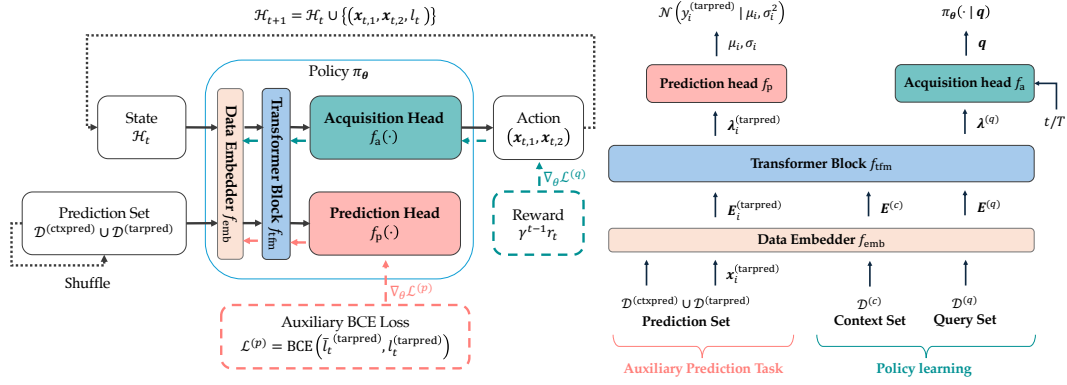 ℋ_{t+1} = ℋ_t ∪ {(x_{t,1}, x_{t,2}, l_t)}
Policy π_θ
State
ℋ_t
Data Embedder f_emb
Transformer Block f_tfm
Acquisition Head
f_a(·)
Action
(x_{t,1}, x_{t,2})
∇_θ ℒ^{(q)}
Prediction Set
𝒟^{(ctxpred)} ∪ 𝒟^{(tarpred)}
Shuffle
Prediction Head
f_p(·)
Reward
γ^{t−1} r_t
∇_θ ℒ^{(p)}
Auxiliary BCE Loss
ℒ^{(p)} = BCE(l̄_t^{(tarpred)}, l_t^{(tarpred)})
𝒩(y_i^{(tarpred)} | μ_i, σ_i^2)
π_θ(· | q)
μ_i, σ_i
q
Prediction head f_p
Acquisition head f_a
λ_i^{(tarpred)}
λ^{(q)}
t/T
Transformer Block f_tfm
E_i^{(tarpred)}
E^{(c)}
E^{(q)}
Data Embedder f_emb
x_i^{(tarpred)}
𝒟^{(ctxpred)} ∪ 𝒟^{(tarpred)}
𝒟^{(c)}
𝒟^{(q)}
Prediction Set
Context Set
Query Set
Auxiliary Prediction Task
Policy learning